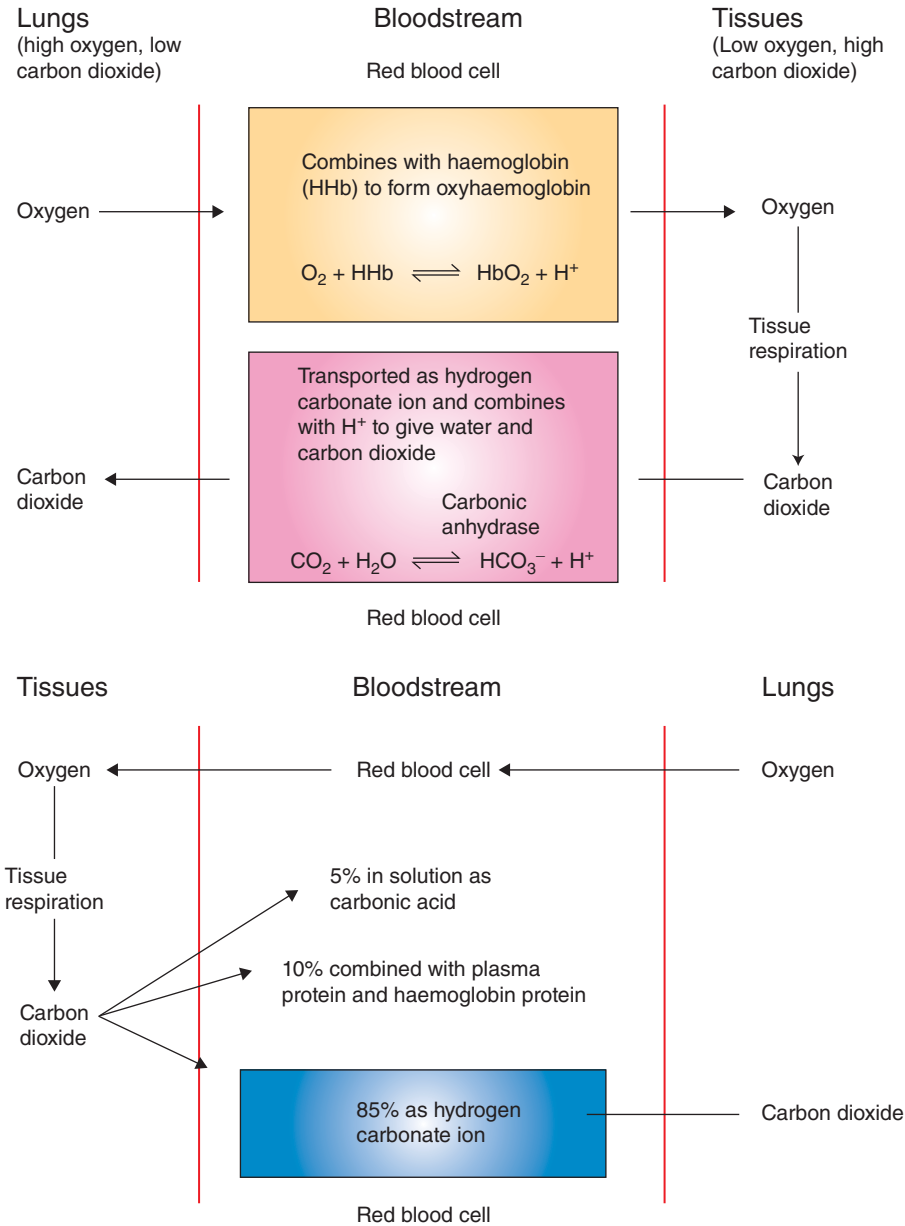 Lungs
(high oxygen, low
carbon dioxide)
Bloodstream
Red blood cell
Tissues
(Low oxygen, high
carbon dioxide)
Oxygen
Combines with haemoglobin
(HHb) to form oxyhaemoglobin
O₂ + HHb ⇌ HbO₂ + H⁺
Oxygen
Tissue
respiration
Carbon
dioxide
Transported as hydrogen
carbonate ion and combines
with H⁺ to give water and
carbon dioxide
Carbonic
anhydrase
CO₂ + H₂O ⇌ HCO₃⁻ + H⁺
Carbon
dioxide
Red blood cell
Tissues
Bloodstream
Lungs
Oxygen
Red blood cell
Oxygen
Tissue
respiration
5% in solution as
carbonic acid
10% combined with plasma
protein and haemoglobin protein
Carbon
dioxide
85% as hydrogen
carbonate ion
Carbon dioxide
Red blood cell